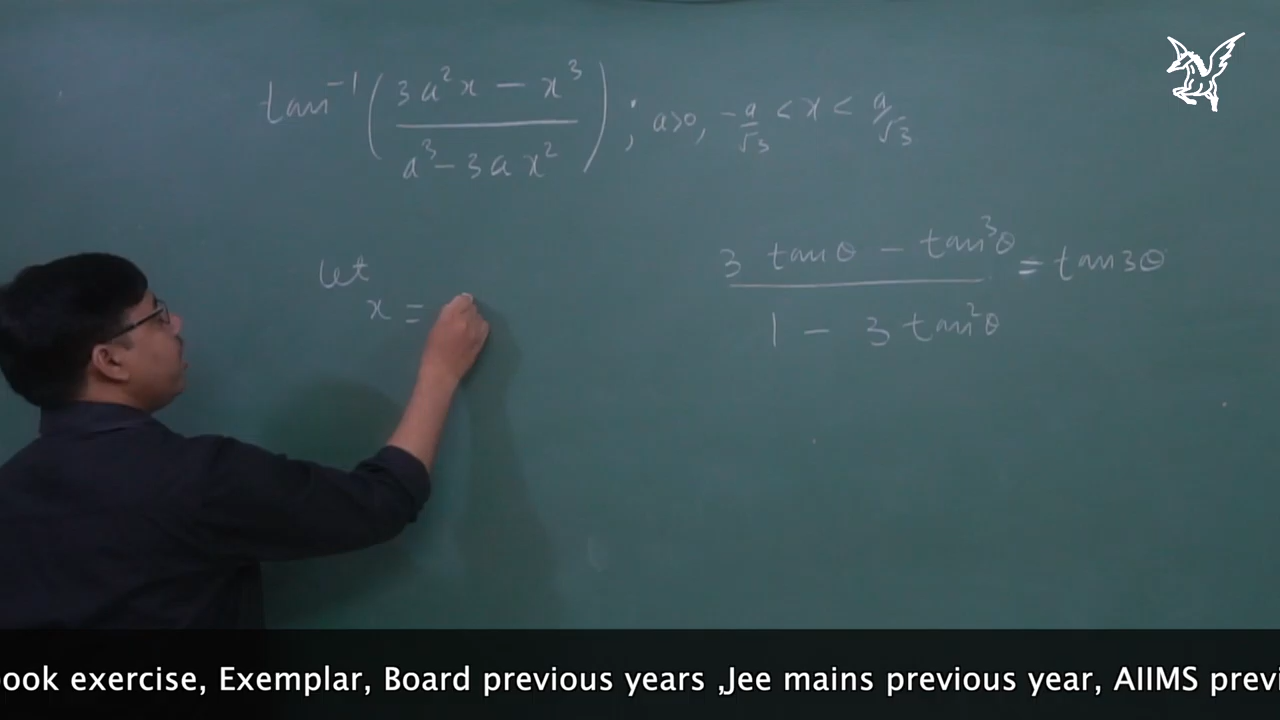 tan⁻¹ ( (3a²x − x³) / (a³ − 3ax²) ) ; a>0, −a/√3 < x < a/√3
let
x =
(3 tanθ − tan³θ) / (1 − 3 tan²θ) = tan3θ
ook exercise, Exemplar, Board previous years ,Jee mains previous year, AIIMS previ